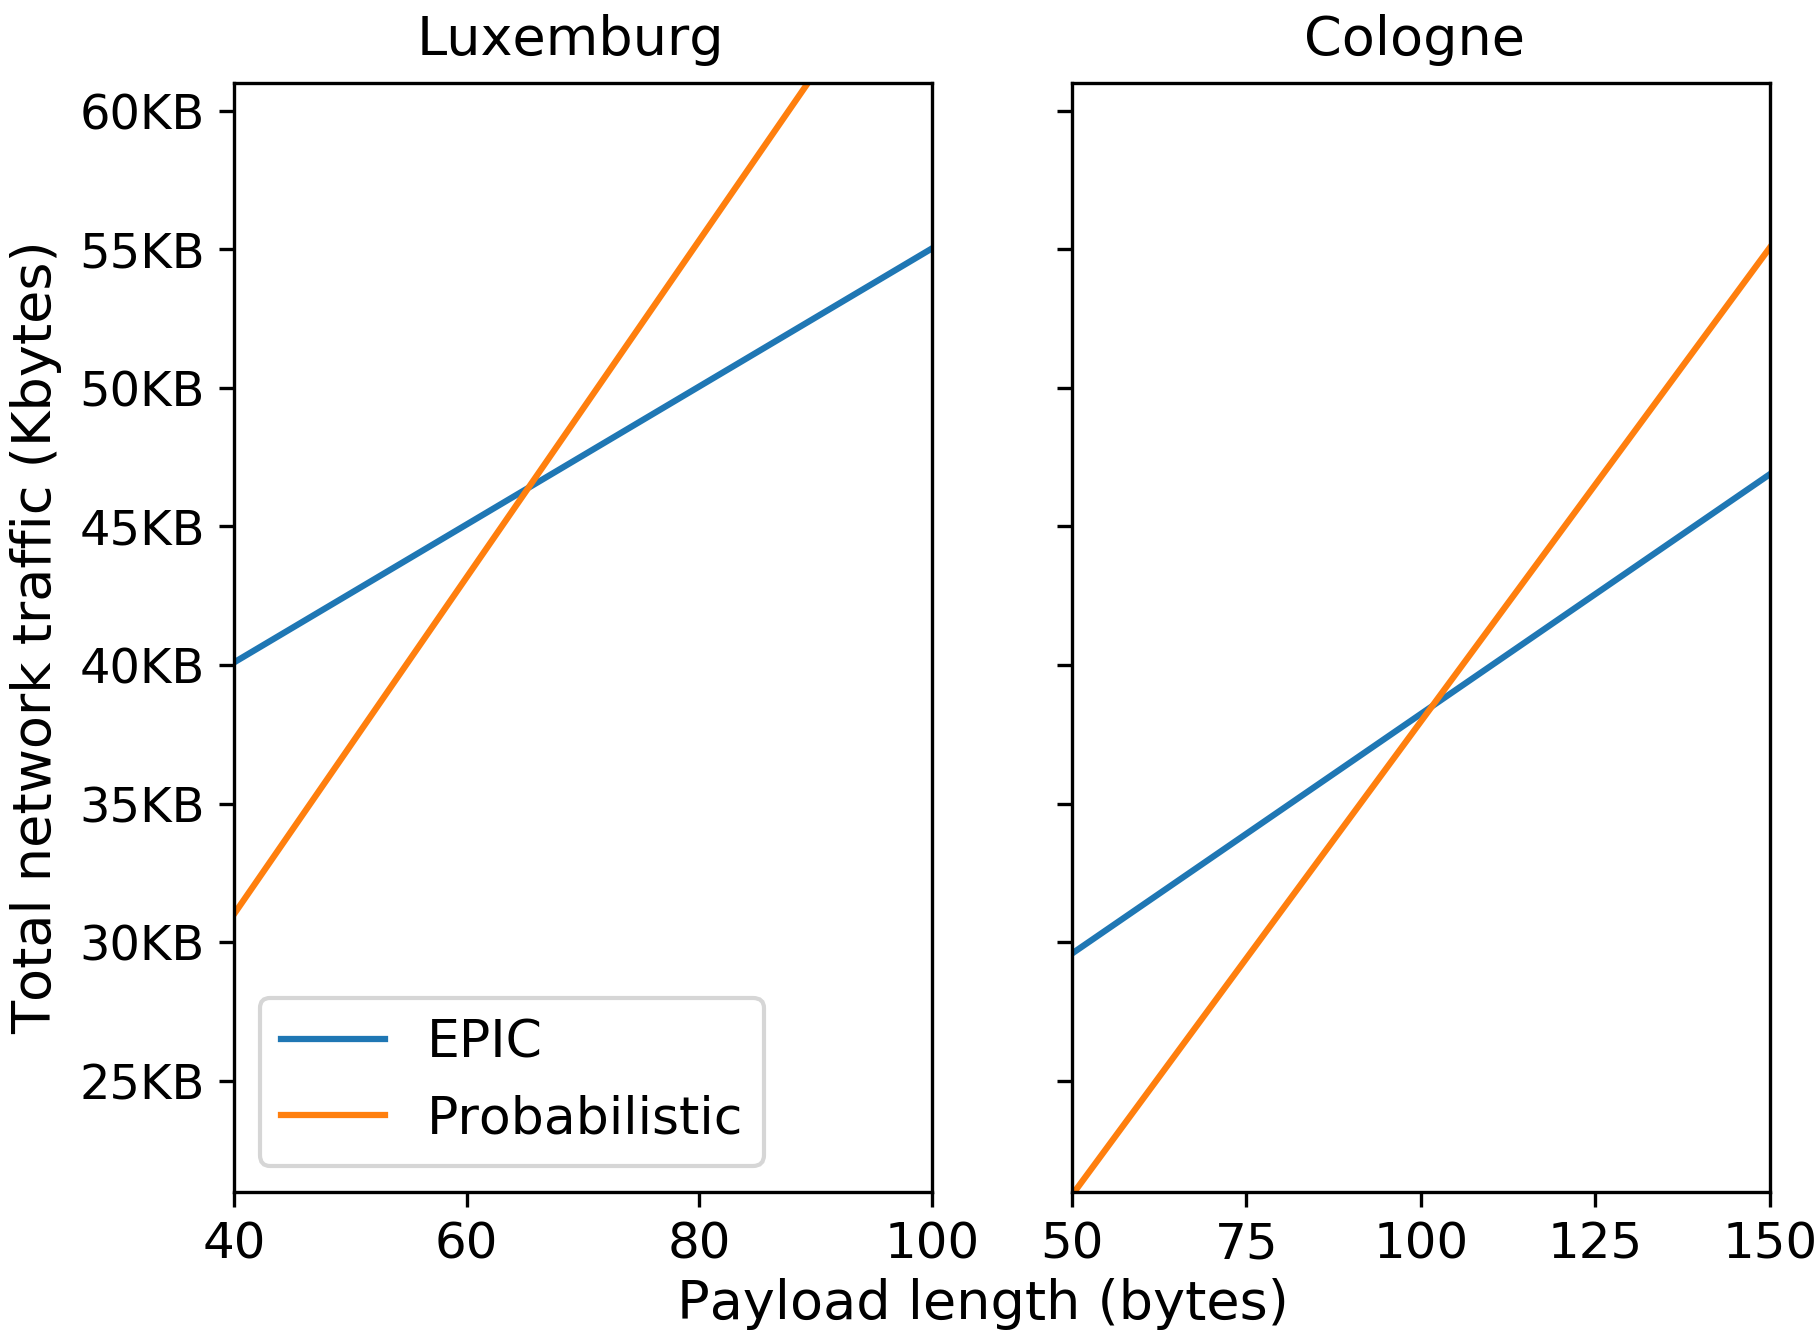 Luxemburg
Cologne
Total network traffic (Kbytes)
60KB
55KB
50KB
45KB
40KB
35KB
30KB
25KB
EPIC
Probabilistic
40 60 80 100
50 75 100 125 150
Payload length (bytes)